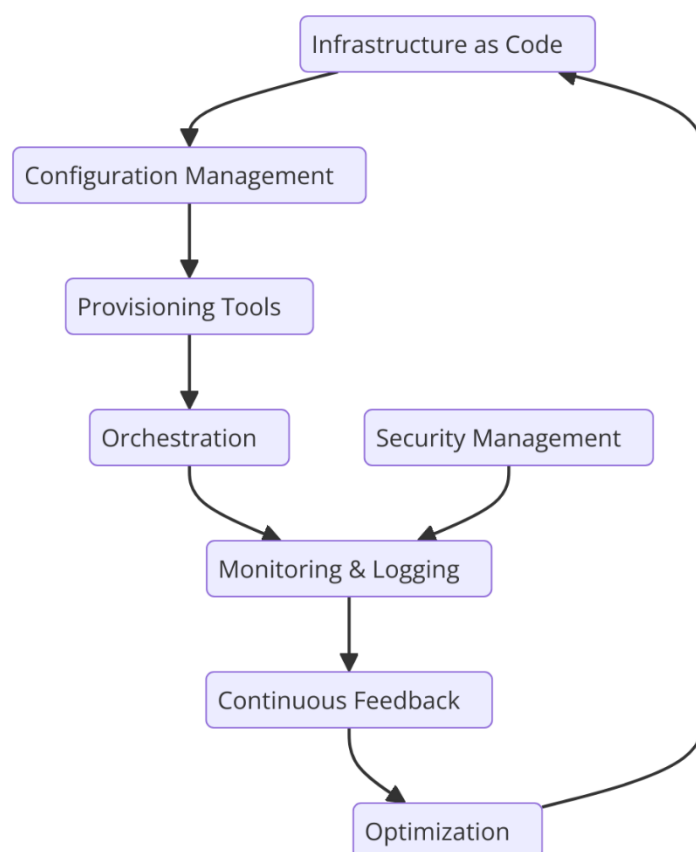 Infrastructure as Code
Configuration Management
Provisioning Tools
Orchestration
Security Management
Monitoring & Logging
Continuous Feedback
Optimization